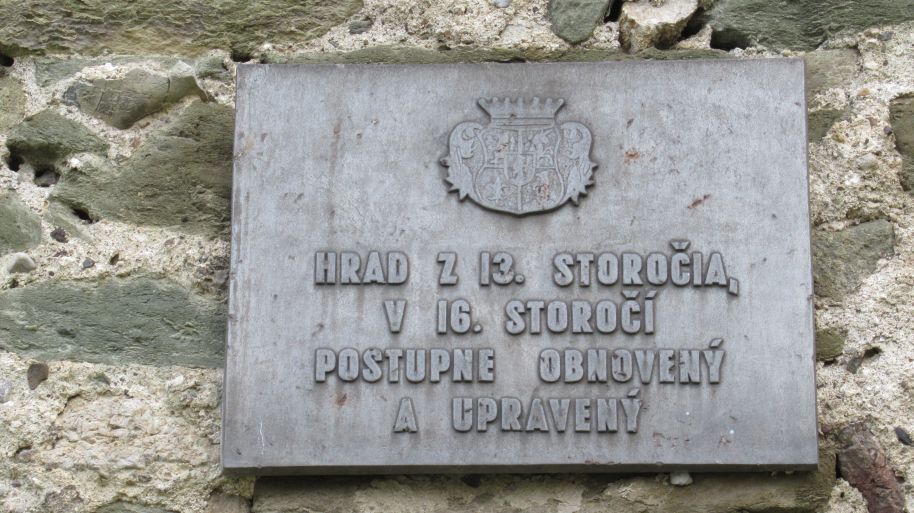 HRAD Z 13. STOROČIA,
V 16. STOROČÍ
POSTUPNE OBNOVENÝ
A UPRAVENÝ